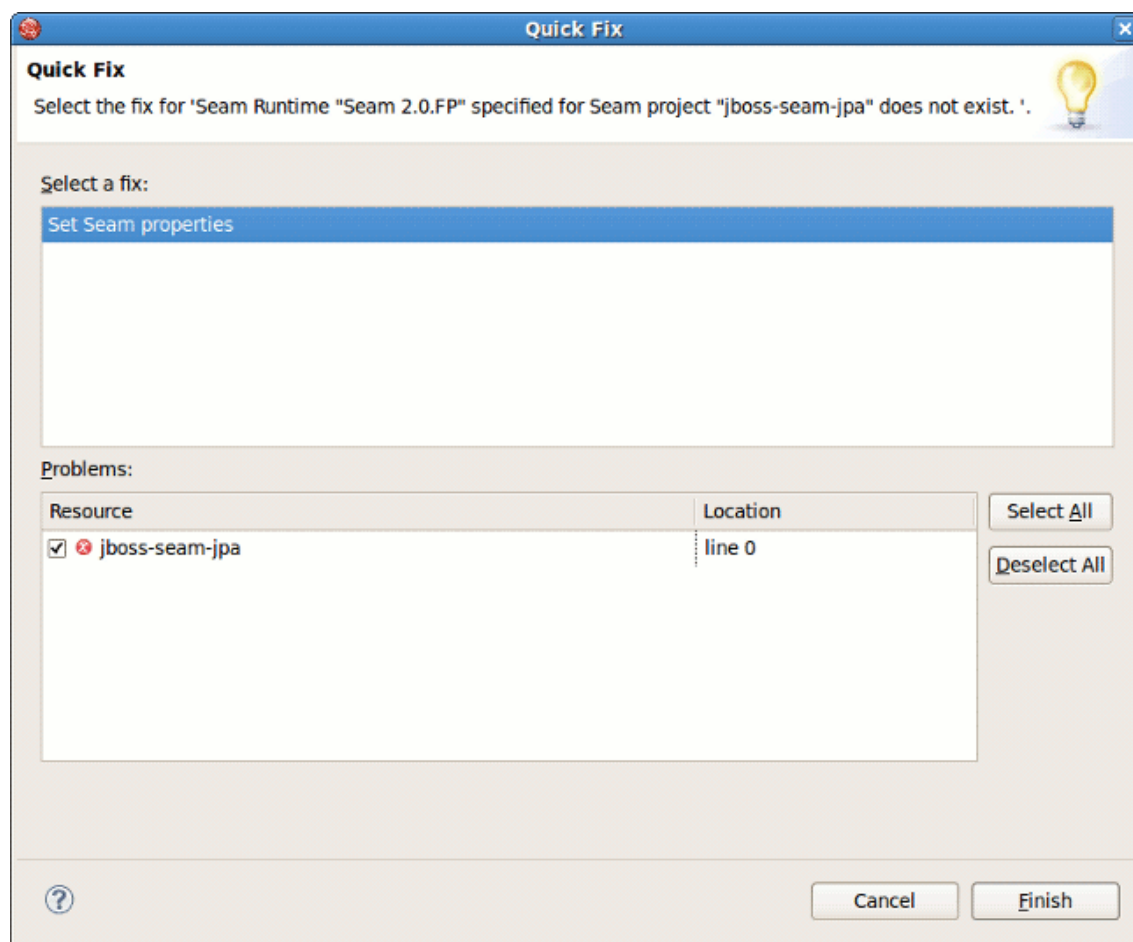 Quick Fix
Quick Fix
Select the fix for 'Seam Runtime "Seam 2.0.FP" specified for Seam project "jboss-seam-jpa" does not exist. '.
Select a fix:
Set Seam properties
Problems:
Resource Location
Select All
jboss-seam-jpa line 0
Deselect All
Cancel Finish